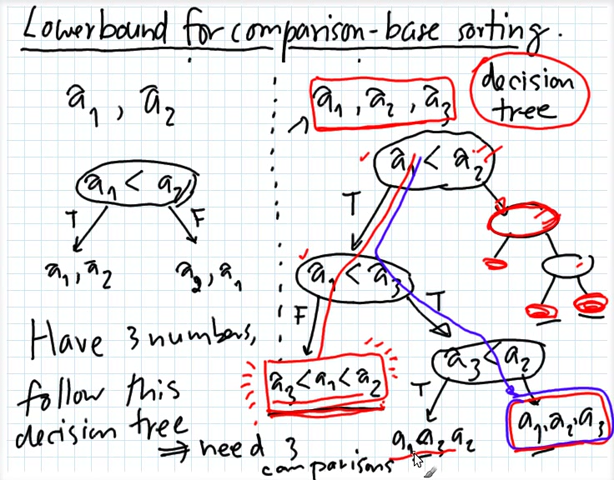 Lowerbound for comparison-base sorting.
a1, a2
a1, a2, a3
decision
tree
a1 < a2
T
F
a1, a2
a2, a1
a1 < a2
T
a1 < a3
F
T
a3 < a1 < a2
a3 < a2
T
a1 a3 a2
a1, a2, a3
Have 3 numbers,
follow this
decision tree
⇒ need 3
comparisons